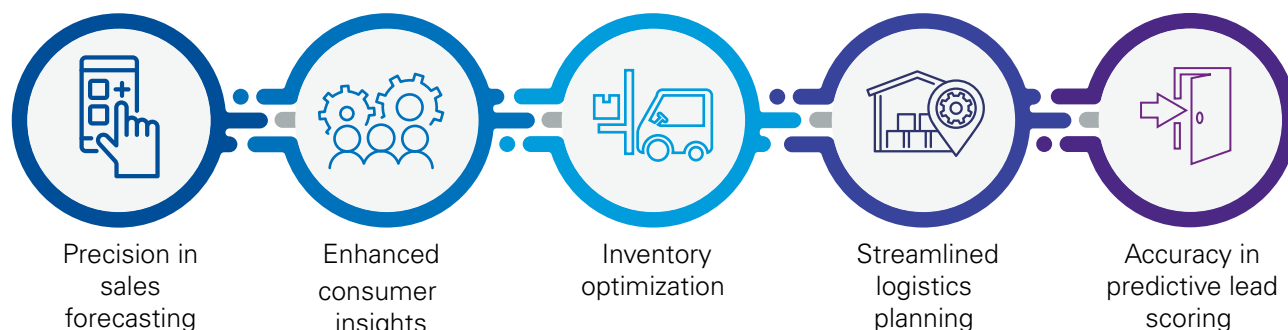 Precision in
sales
forecasting
Enhanced
consumer
insights
Inventory
optimization
Streamlined
logistics
planning
Accuracy in
predictive lead
scoring